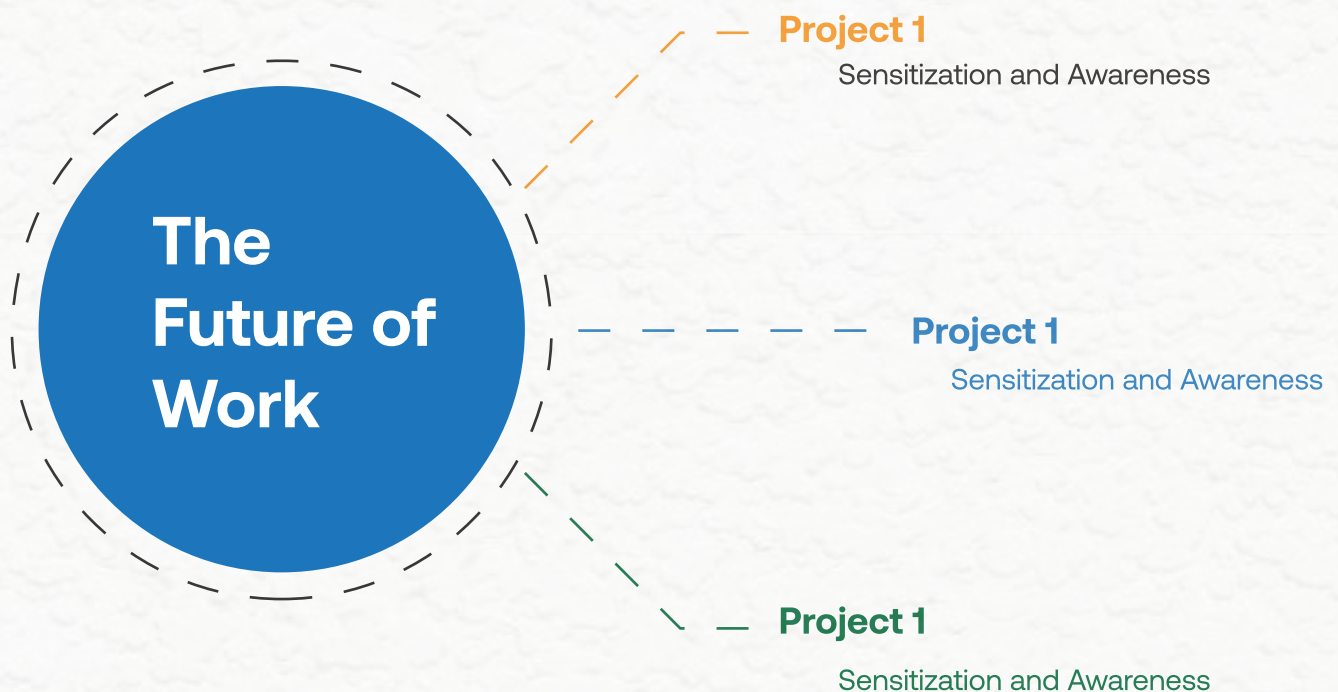 The
Future of
Work
Project 1
Sensitization and Awareness
Project 1
Sensitization and Awareness
Project 1
Sensitization and Awareness